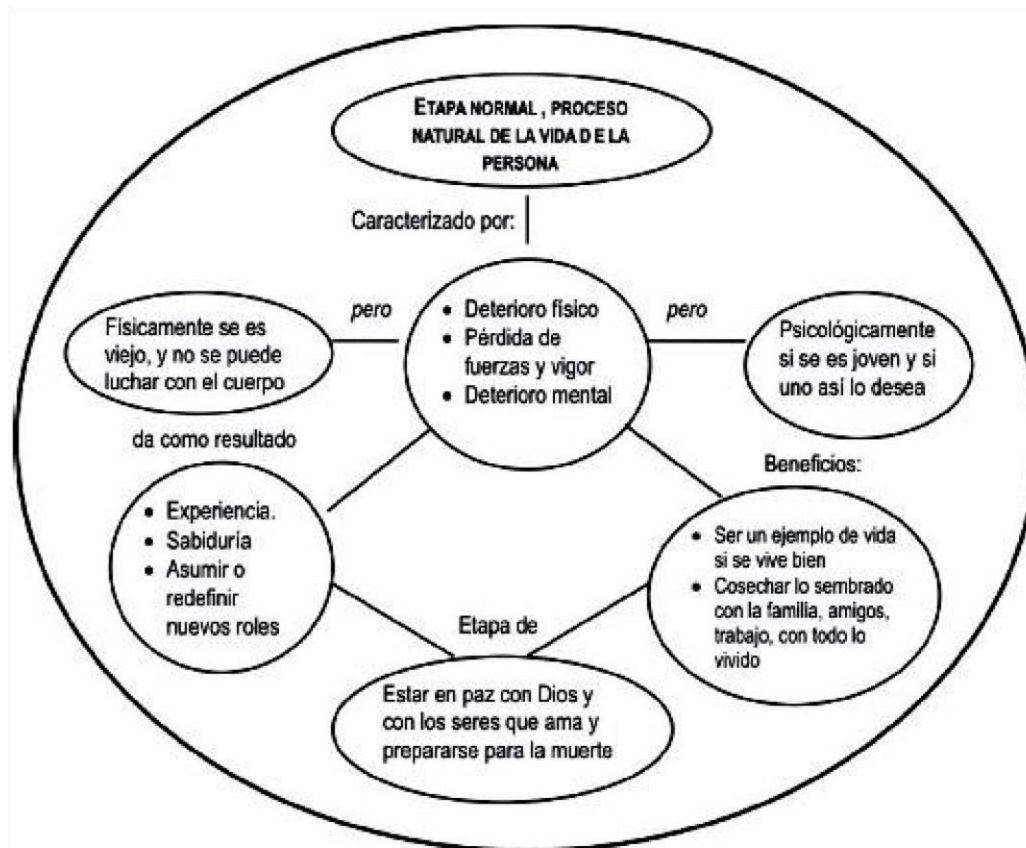 ETAPA NORMAL , PROCESO
NATURAL DE LA VIDA D E LA
PERSONA
Caracterizado por:
pero
pero
Físicamente se es
viejo, y no se puede
luchar con el cuerpo
• Deterioro físico
• Pérdida de
fuerzas y vigor
• Deterioro mental
Psicológicamente
si se es joven y si
uno así lo desea
da como resultado
Beneficios:
• Experiencia.
• Sabiduría
• Asumir o
redefinir
nuevos roles
• Ser un ejemplo de vida
si se vive bien
• Cosechar lo sembrado
con la familia, amigos,
trabajo, con todo lo
vivido
Etapa de
Estar en paz con Dios y
con los seres que ama y
prepararse para la muerte